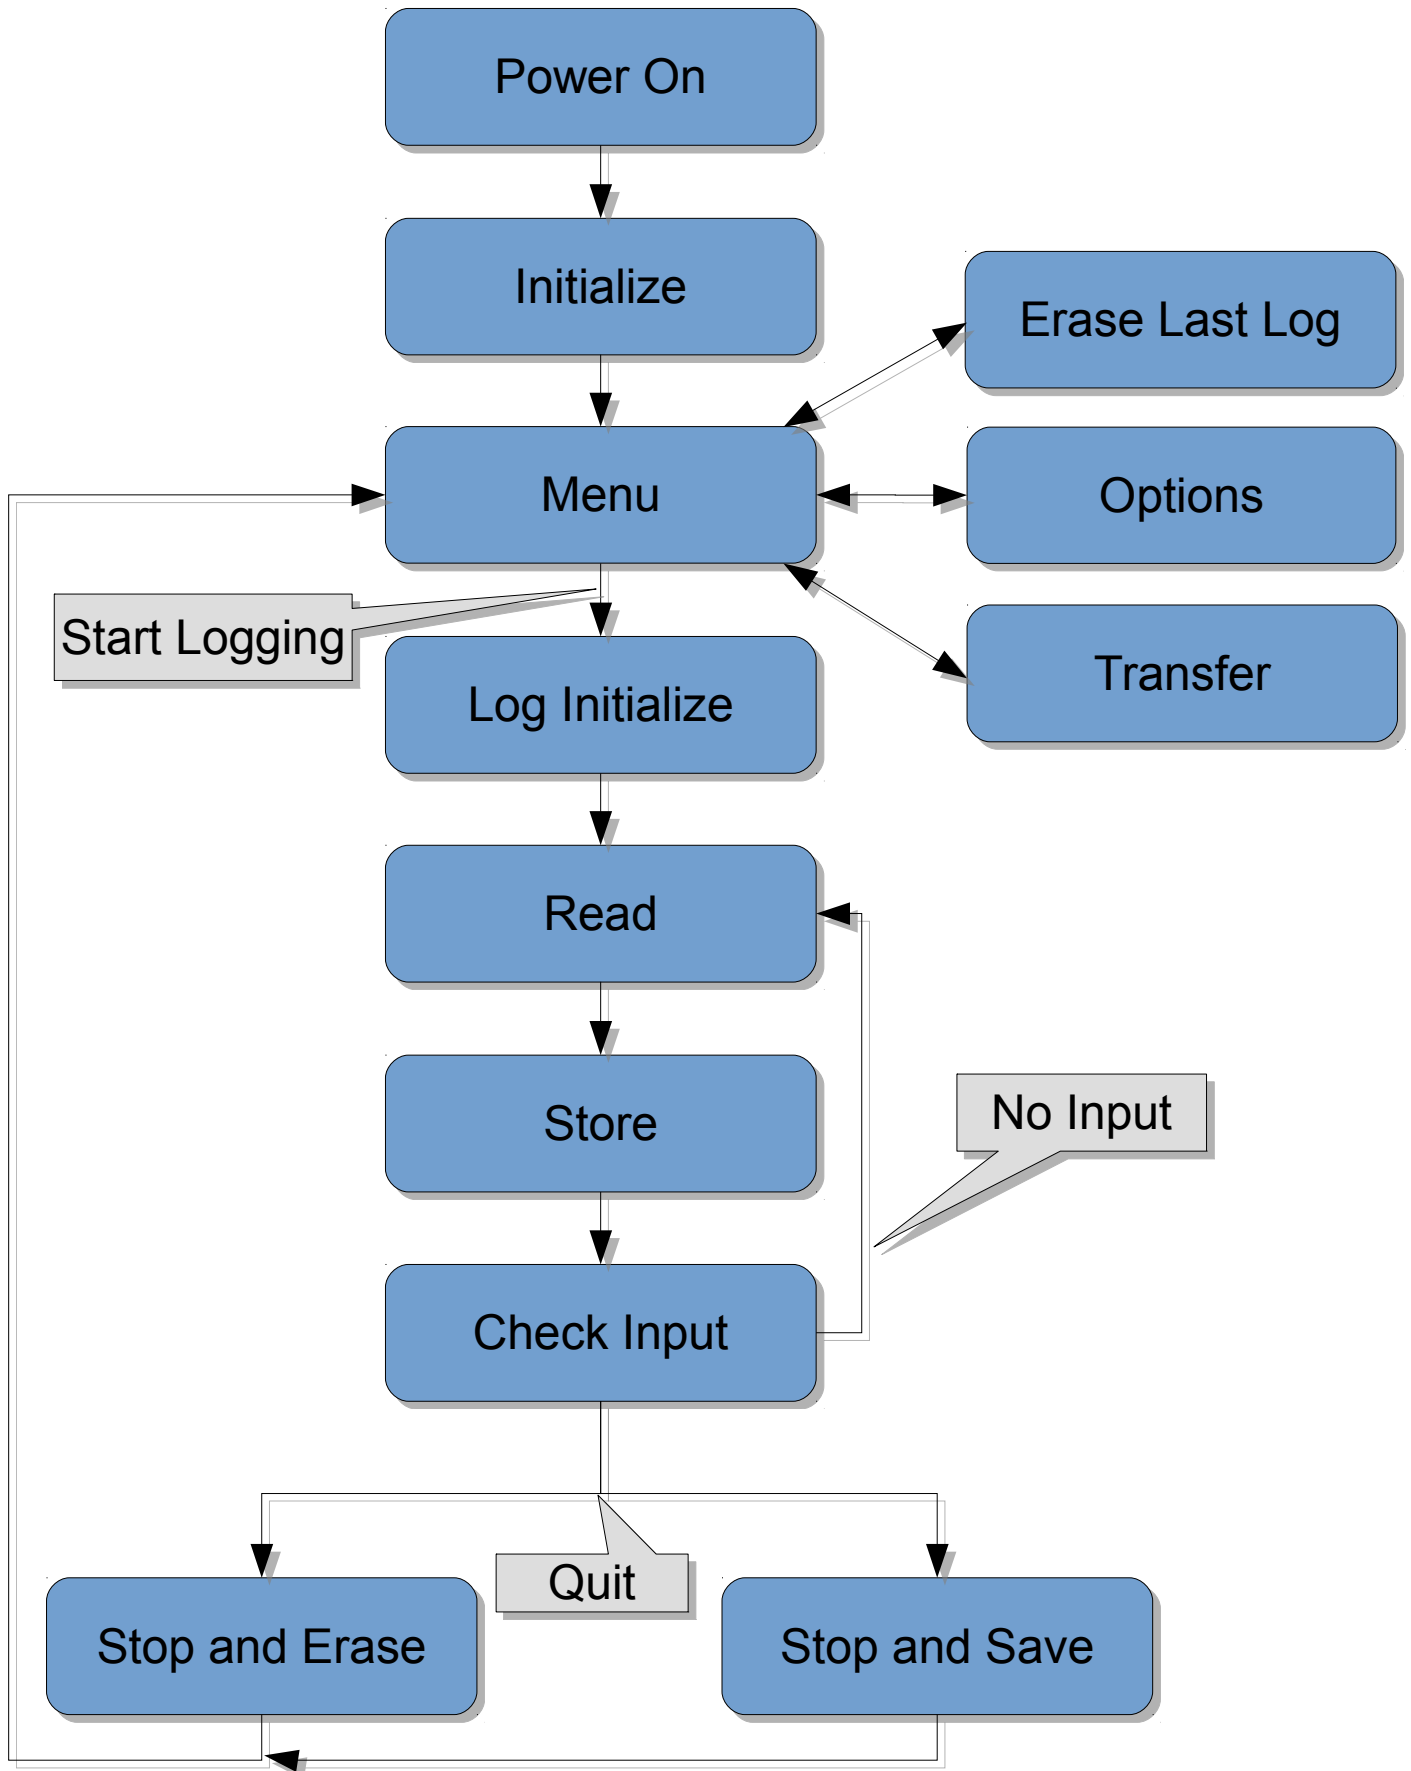 Power On
Initialize
Erase Last Log
Menu
Options
Start Logging
Transfer
Log Initialize
Read
Store
No Input
Check Input
Quit
Stop and Erase
Stop and Save